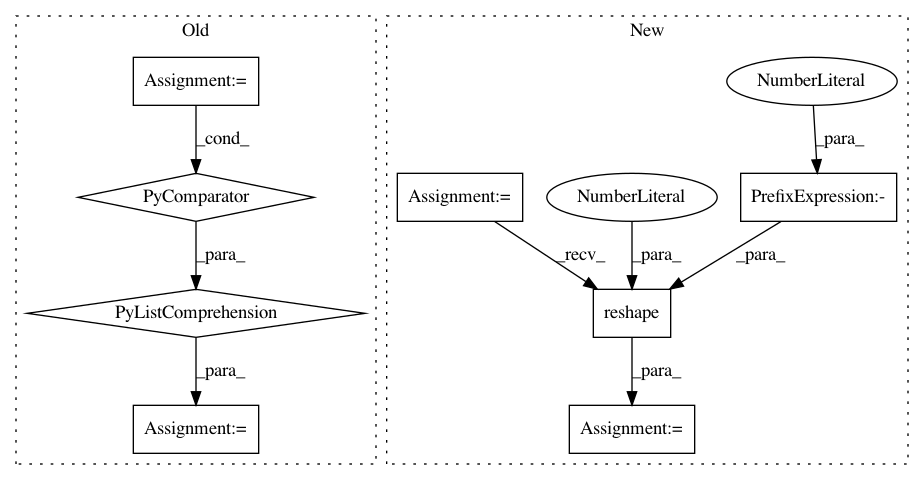 Old
New
Assignment:=
NumberLiteral
_cond_
_para_
PyComparator
Assignment:=
NumberLiteral
PrefixExpression:-
_para_
_recv_
_para_
_para_
PyListComprehension
reshape
_para_
_para_
Assignment:=
Assignment:=